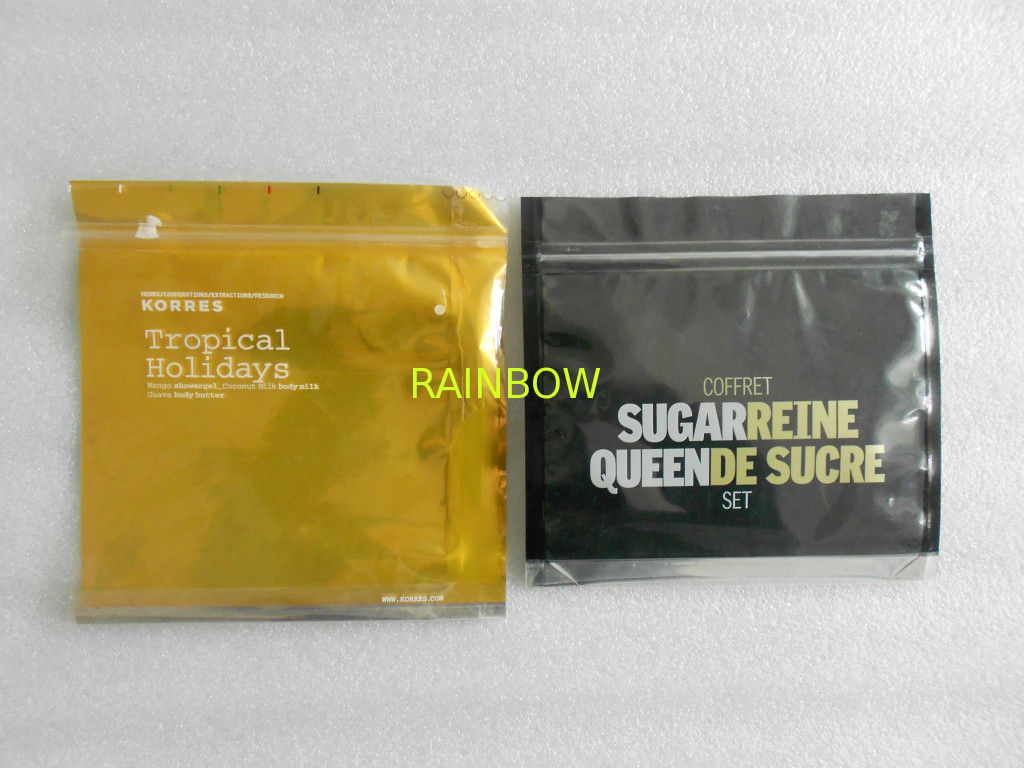 HERBS/COOPERATIONS/EXTRACTIONS/RESEARCH
KORRES
Tropical
Holidays
Mango showergel_Coconut Milk body milk
Guava body butter
WWW.KORRES.COM
RAINBOW
COFFRET
SUGARREINE
QUEENDE SUCRE
SET